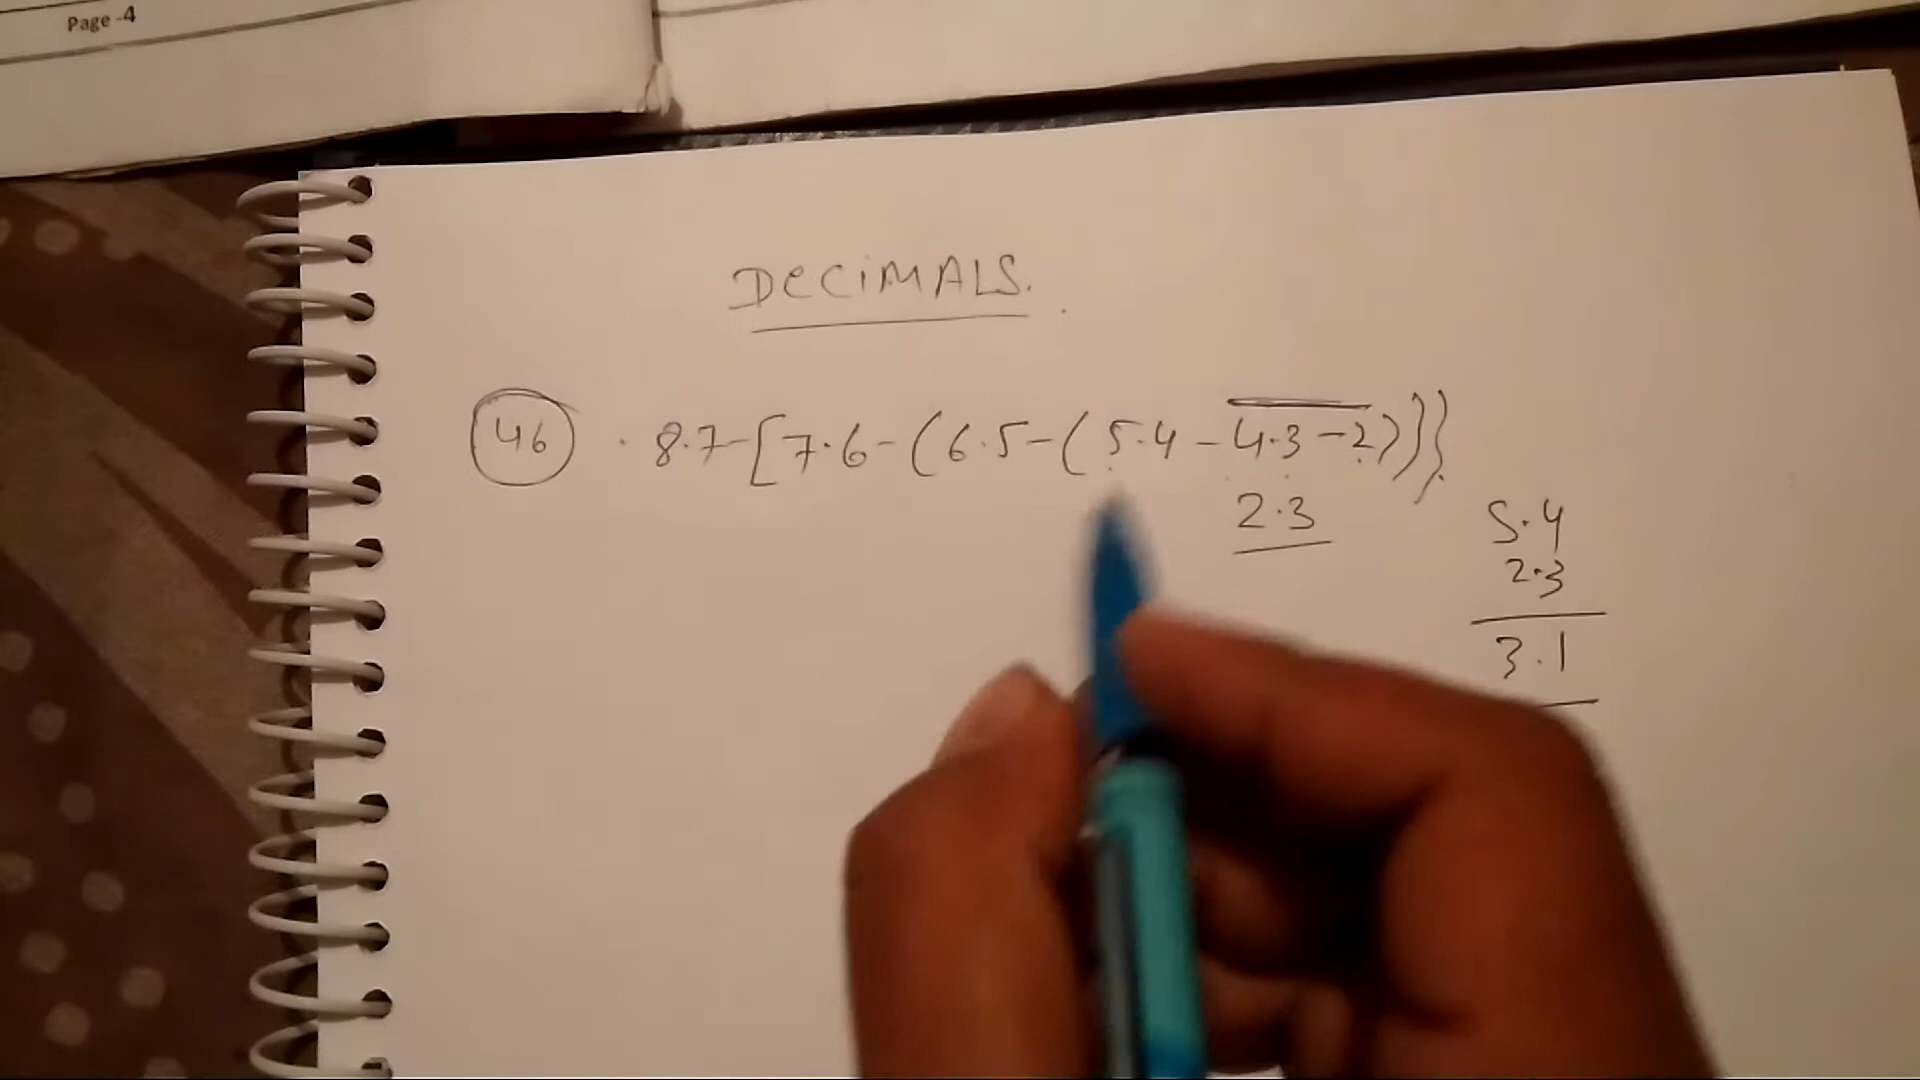 Page -4
DECIMALS.
46 8.7-[7.6-(6.5-(5.4-4.3-2))}
2.3
5.4
2.3
3.1